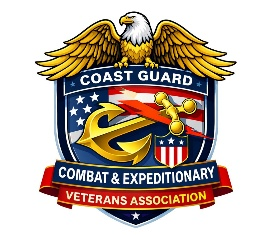 COAST GUARD
COMBAT & EXPEDITIONARY
VETERANS ASSOCIATION